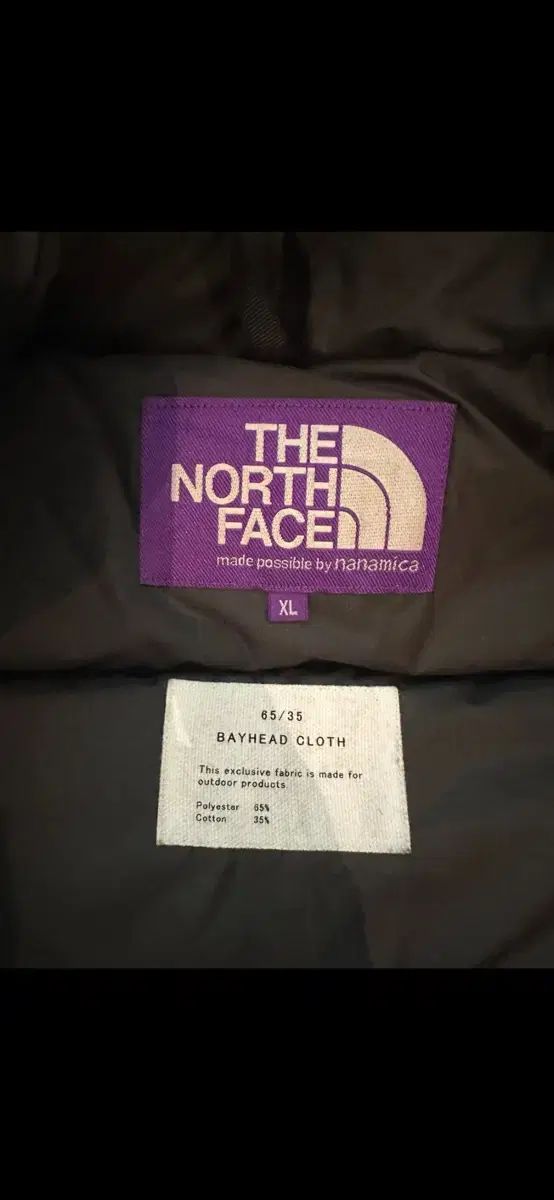 THE
NORTH
FACE
made possible by nanamica
XL
65/35
BAYHEAD CLOTH
This exclusive fabric is made for
outdoor products.
Polyester 65%
Cotton 35%